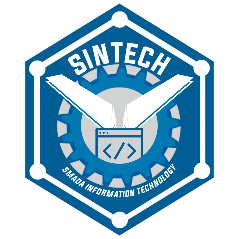 SINTECH
</>
SMADA INFORMATION TECHNOLOGY